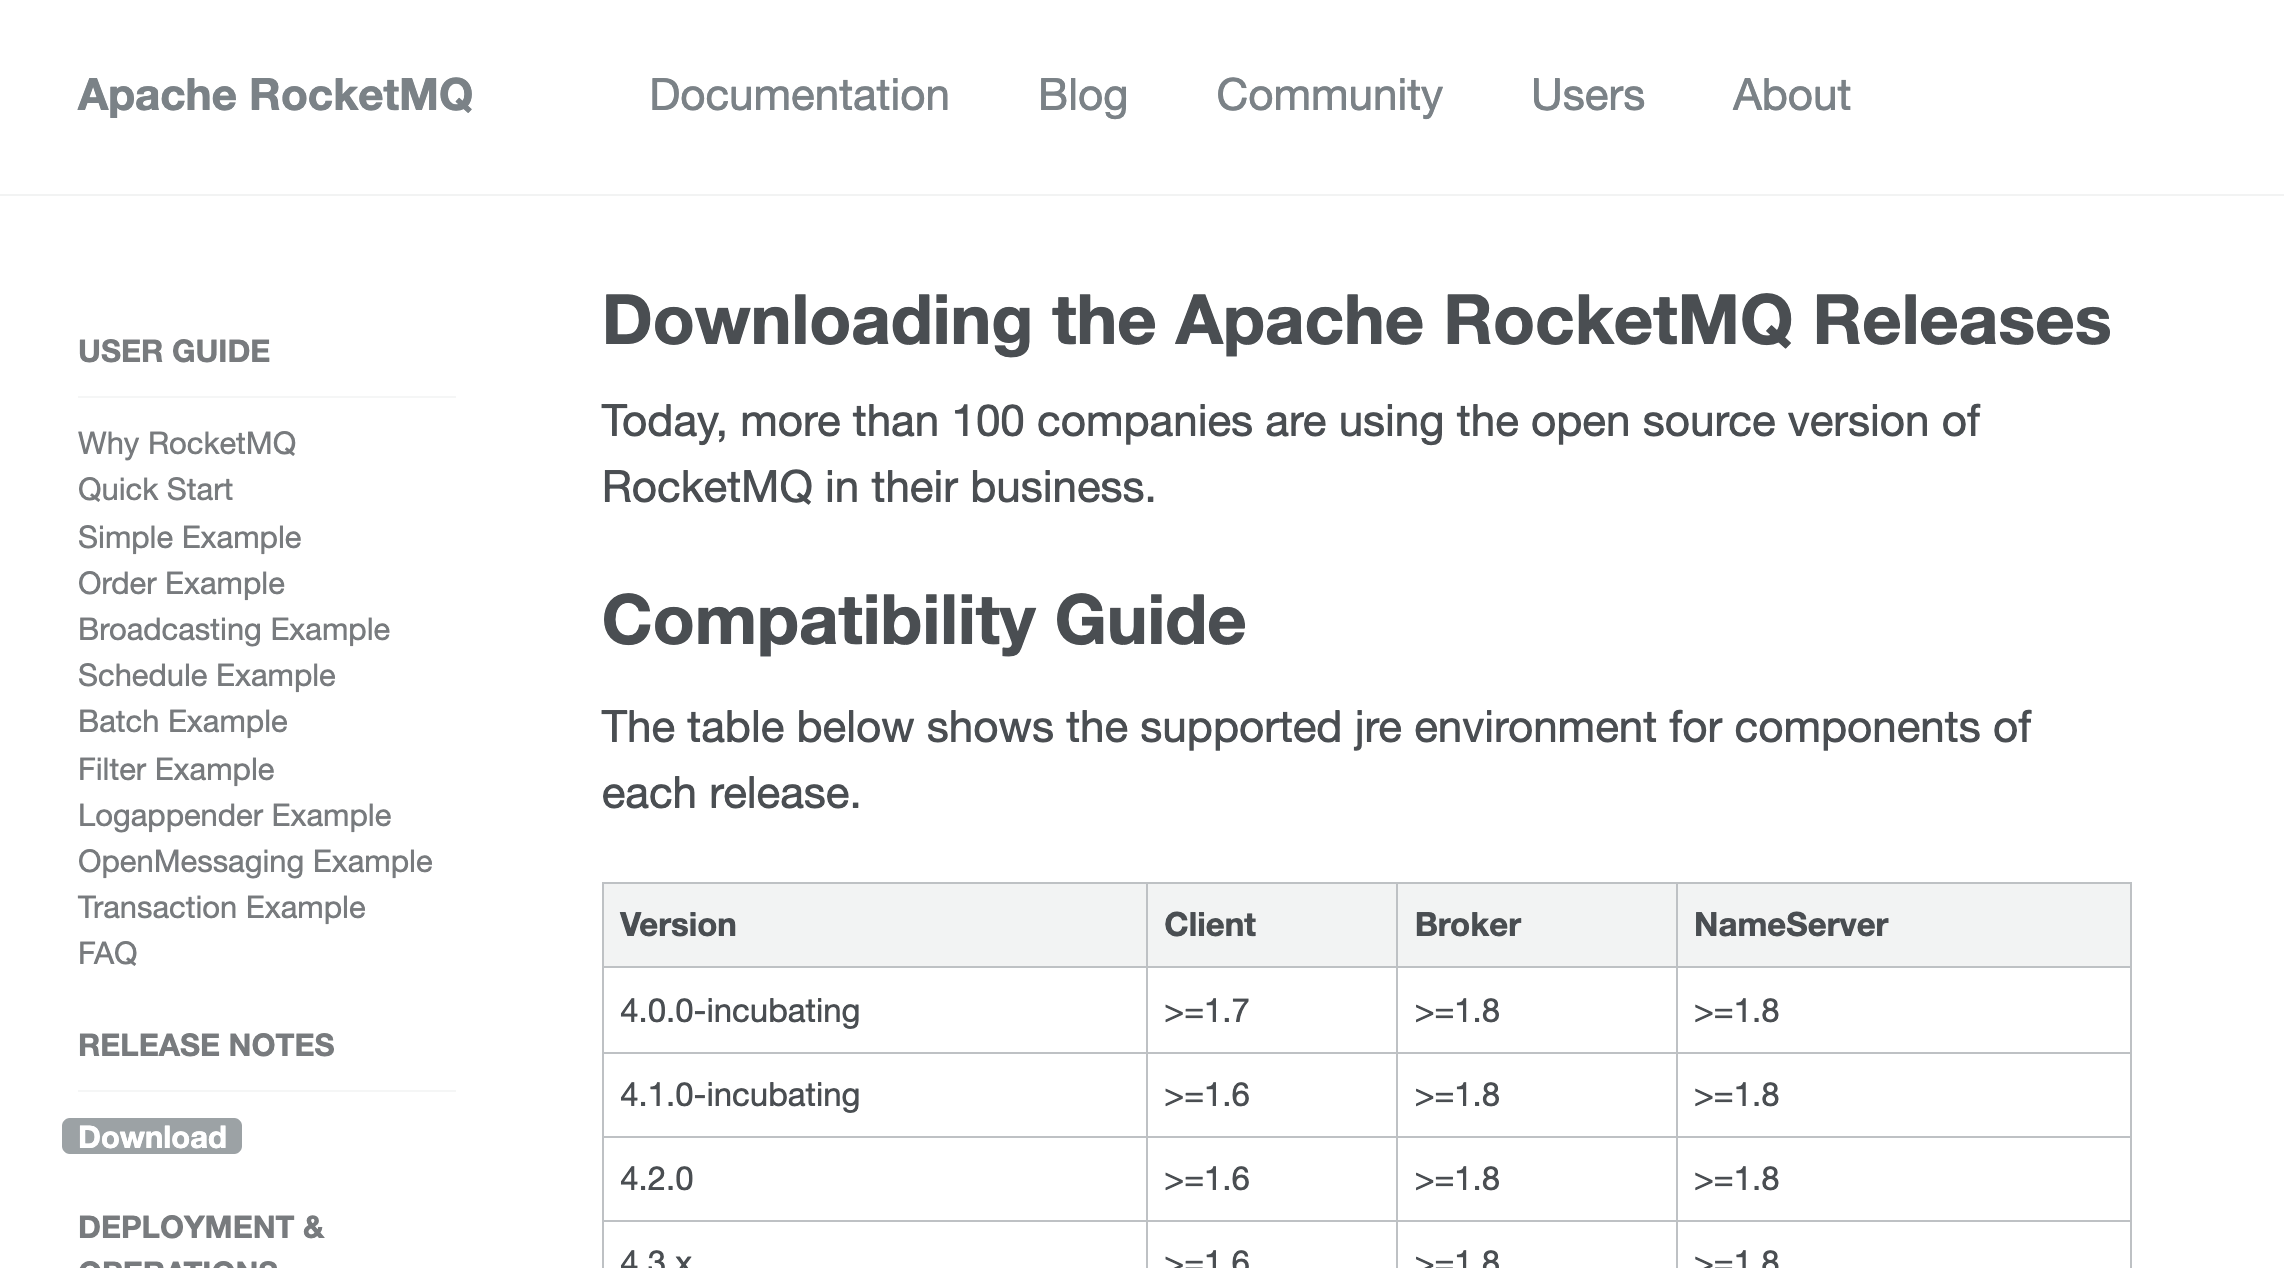 Apache RocketMQ Documentation Blog Community Users About
USER GUIDE
Why RocketMQ
Quick Start
Simple Example
Order Example
Broadcasting Example
Schedule Example
Batch Example
Filter Example
Logappender Example
OpenMessaging Example
Transaction Example
FAQ
RELEASE NOTES
Download
DEPLOYMENT &
OPERATIONS
Downloading the Apache RocketMQ Releases
Today, more than 100 companies are using the open source version of
RocketMQ in their business.
Compatibility Guide
The table below shows the supported jre environment for components of
each release.
Version Client Broker NameServer
4.0.0-incubating >=1.7 >=1.8 >=1.8
4.1.0-incubating >=1.6 >=1.8 >=1.8
4.2.0 >=1.6 >=1.8 >=1.8
4.3.x >=1.6 >=1.8 >=1.8